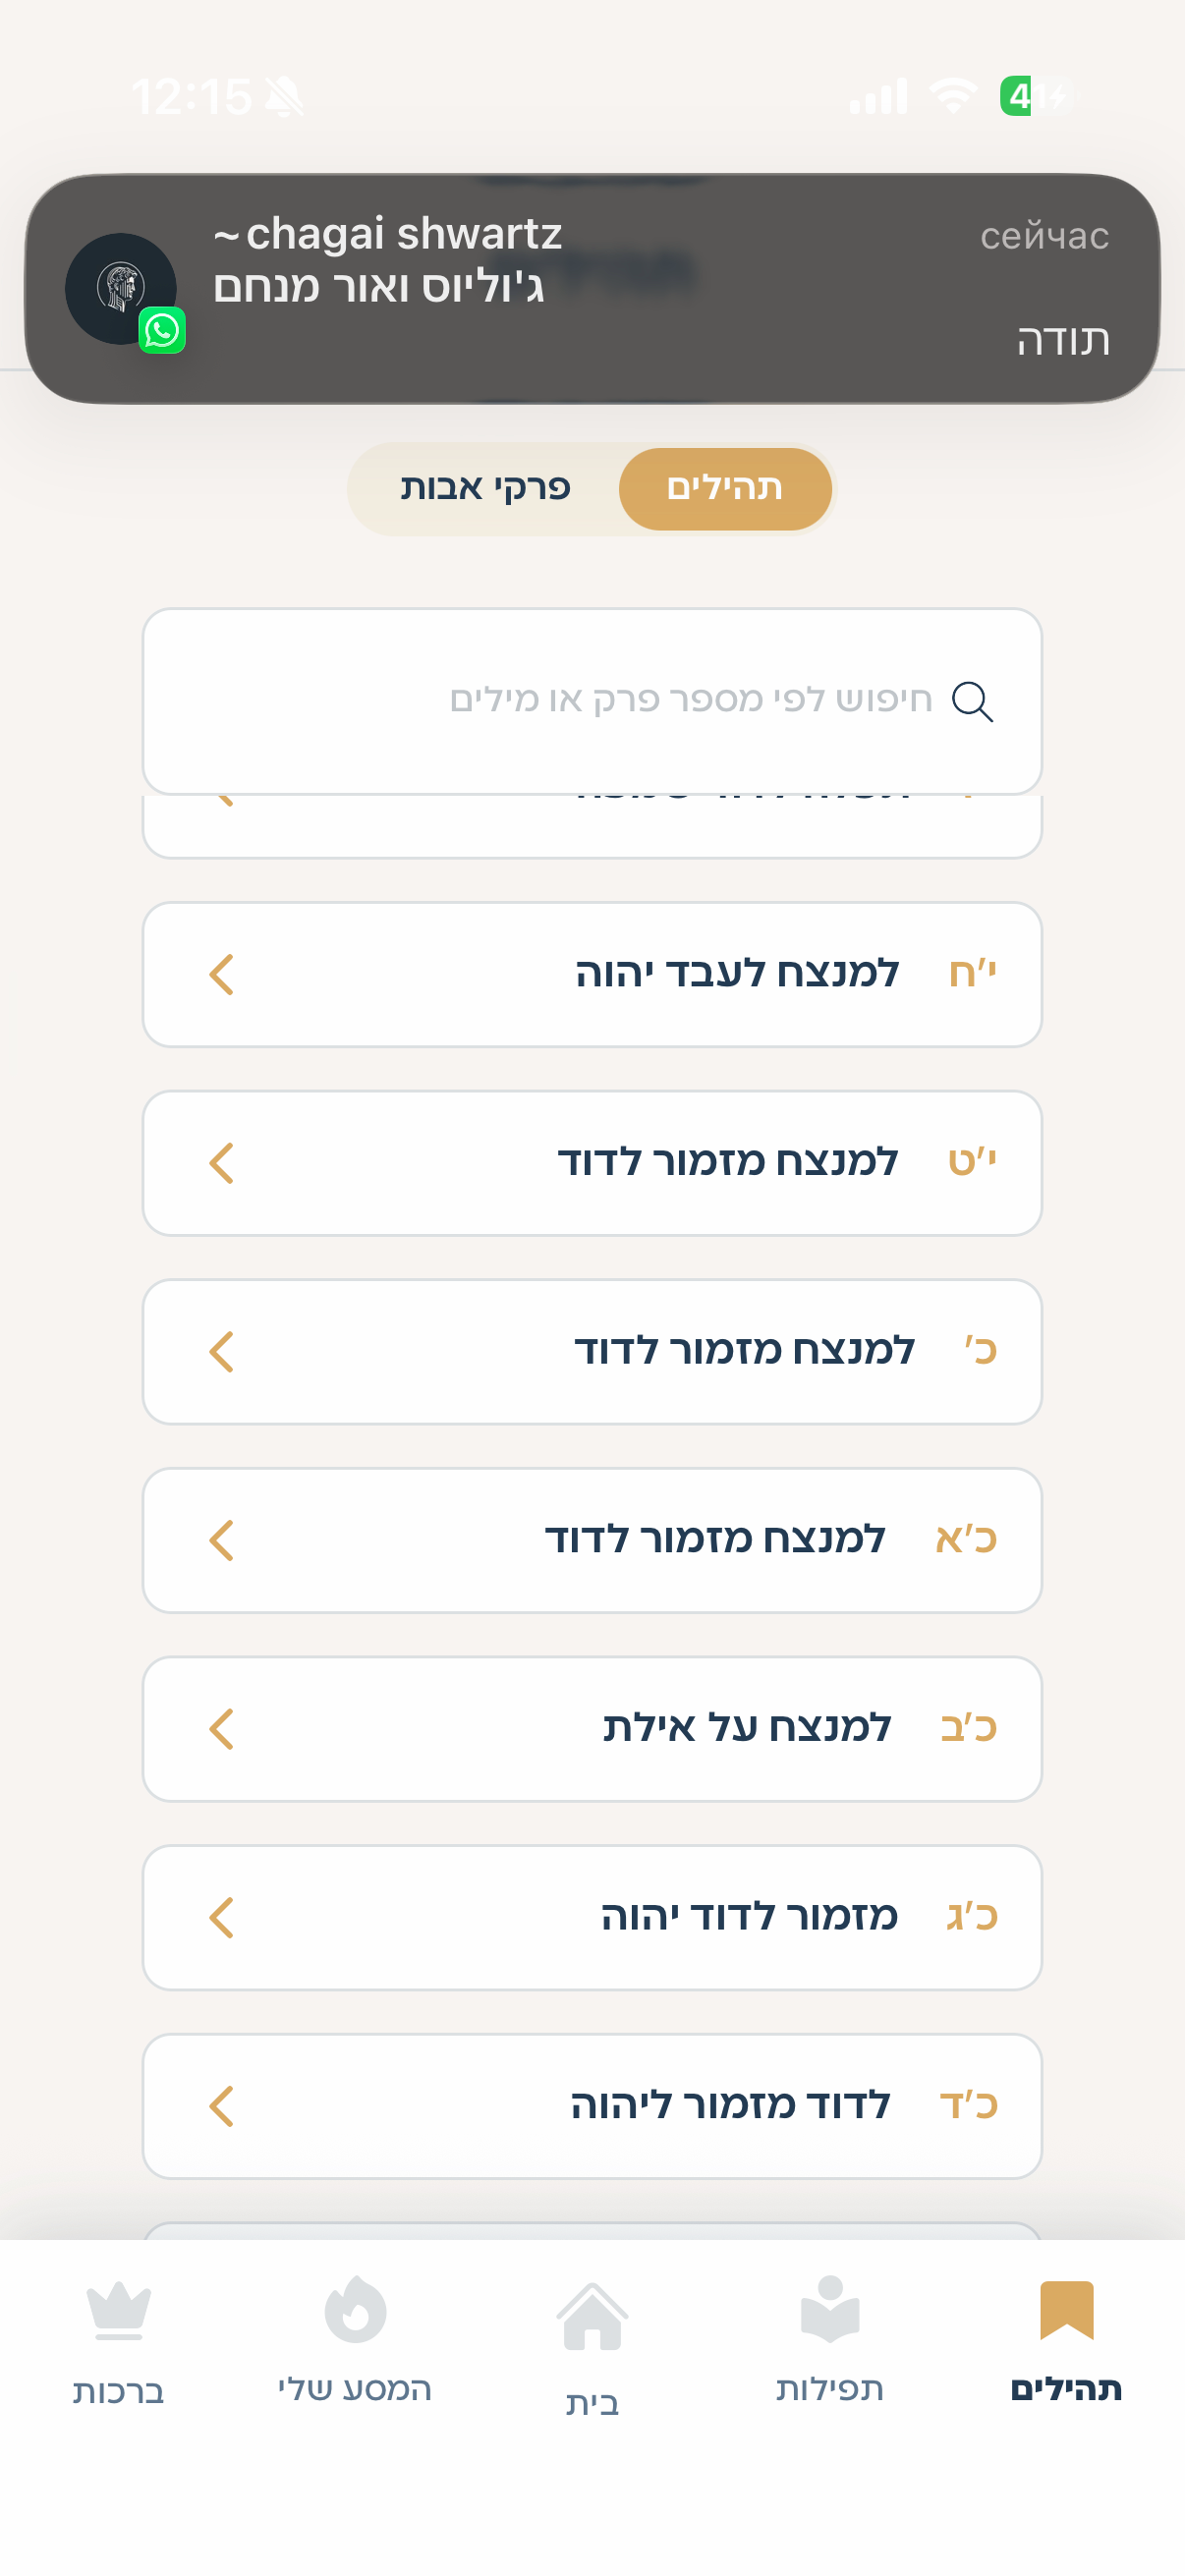 12:15
41
~chagai shwartz
сейчас
ג'וליוס ואור מנחם
תודה
תהילים
פרקי אבות
חיפוש לפי מספר פרק או מילים
י'ח למנצח לעבד יהוה
י'ט למנצח מזמור לדוד
כ' למנצח מזמור לדוד
כ'א למנצח מזמור לדוד
כ'ב למנצח על אילת
כ'ג מזמור לדוד יהוה
כ'ד לדוד מזמור ליהוה
תהילים
תפילות
בית
המסע שלי
ברכות